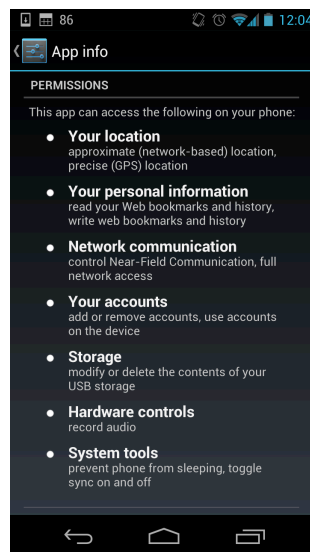 86
12:04
App info
PERMISSIONS
This app can access the following on your phone:
Your location
approximate (network-based) location,
precise (GPS) location
Your personal information
read your Web bookmarks and history,
write web bookmarks and history
Network communication
control Near-Field Communication, full
network access
Your accounts
add or remove accounts, use accounts
on the device
Storage
modify or delete the contents of your
USB storage
Hardware controls
record audio
System tools
prevent phone from sleeping, toggle
sync on and off